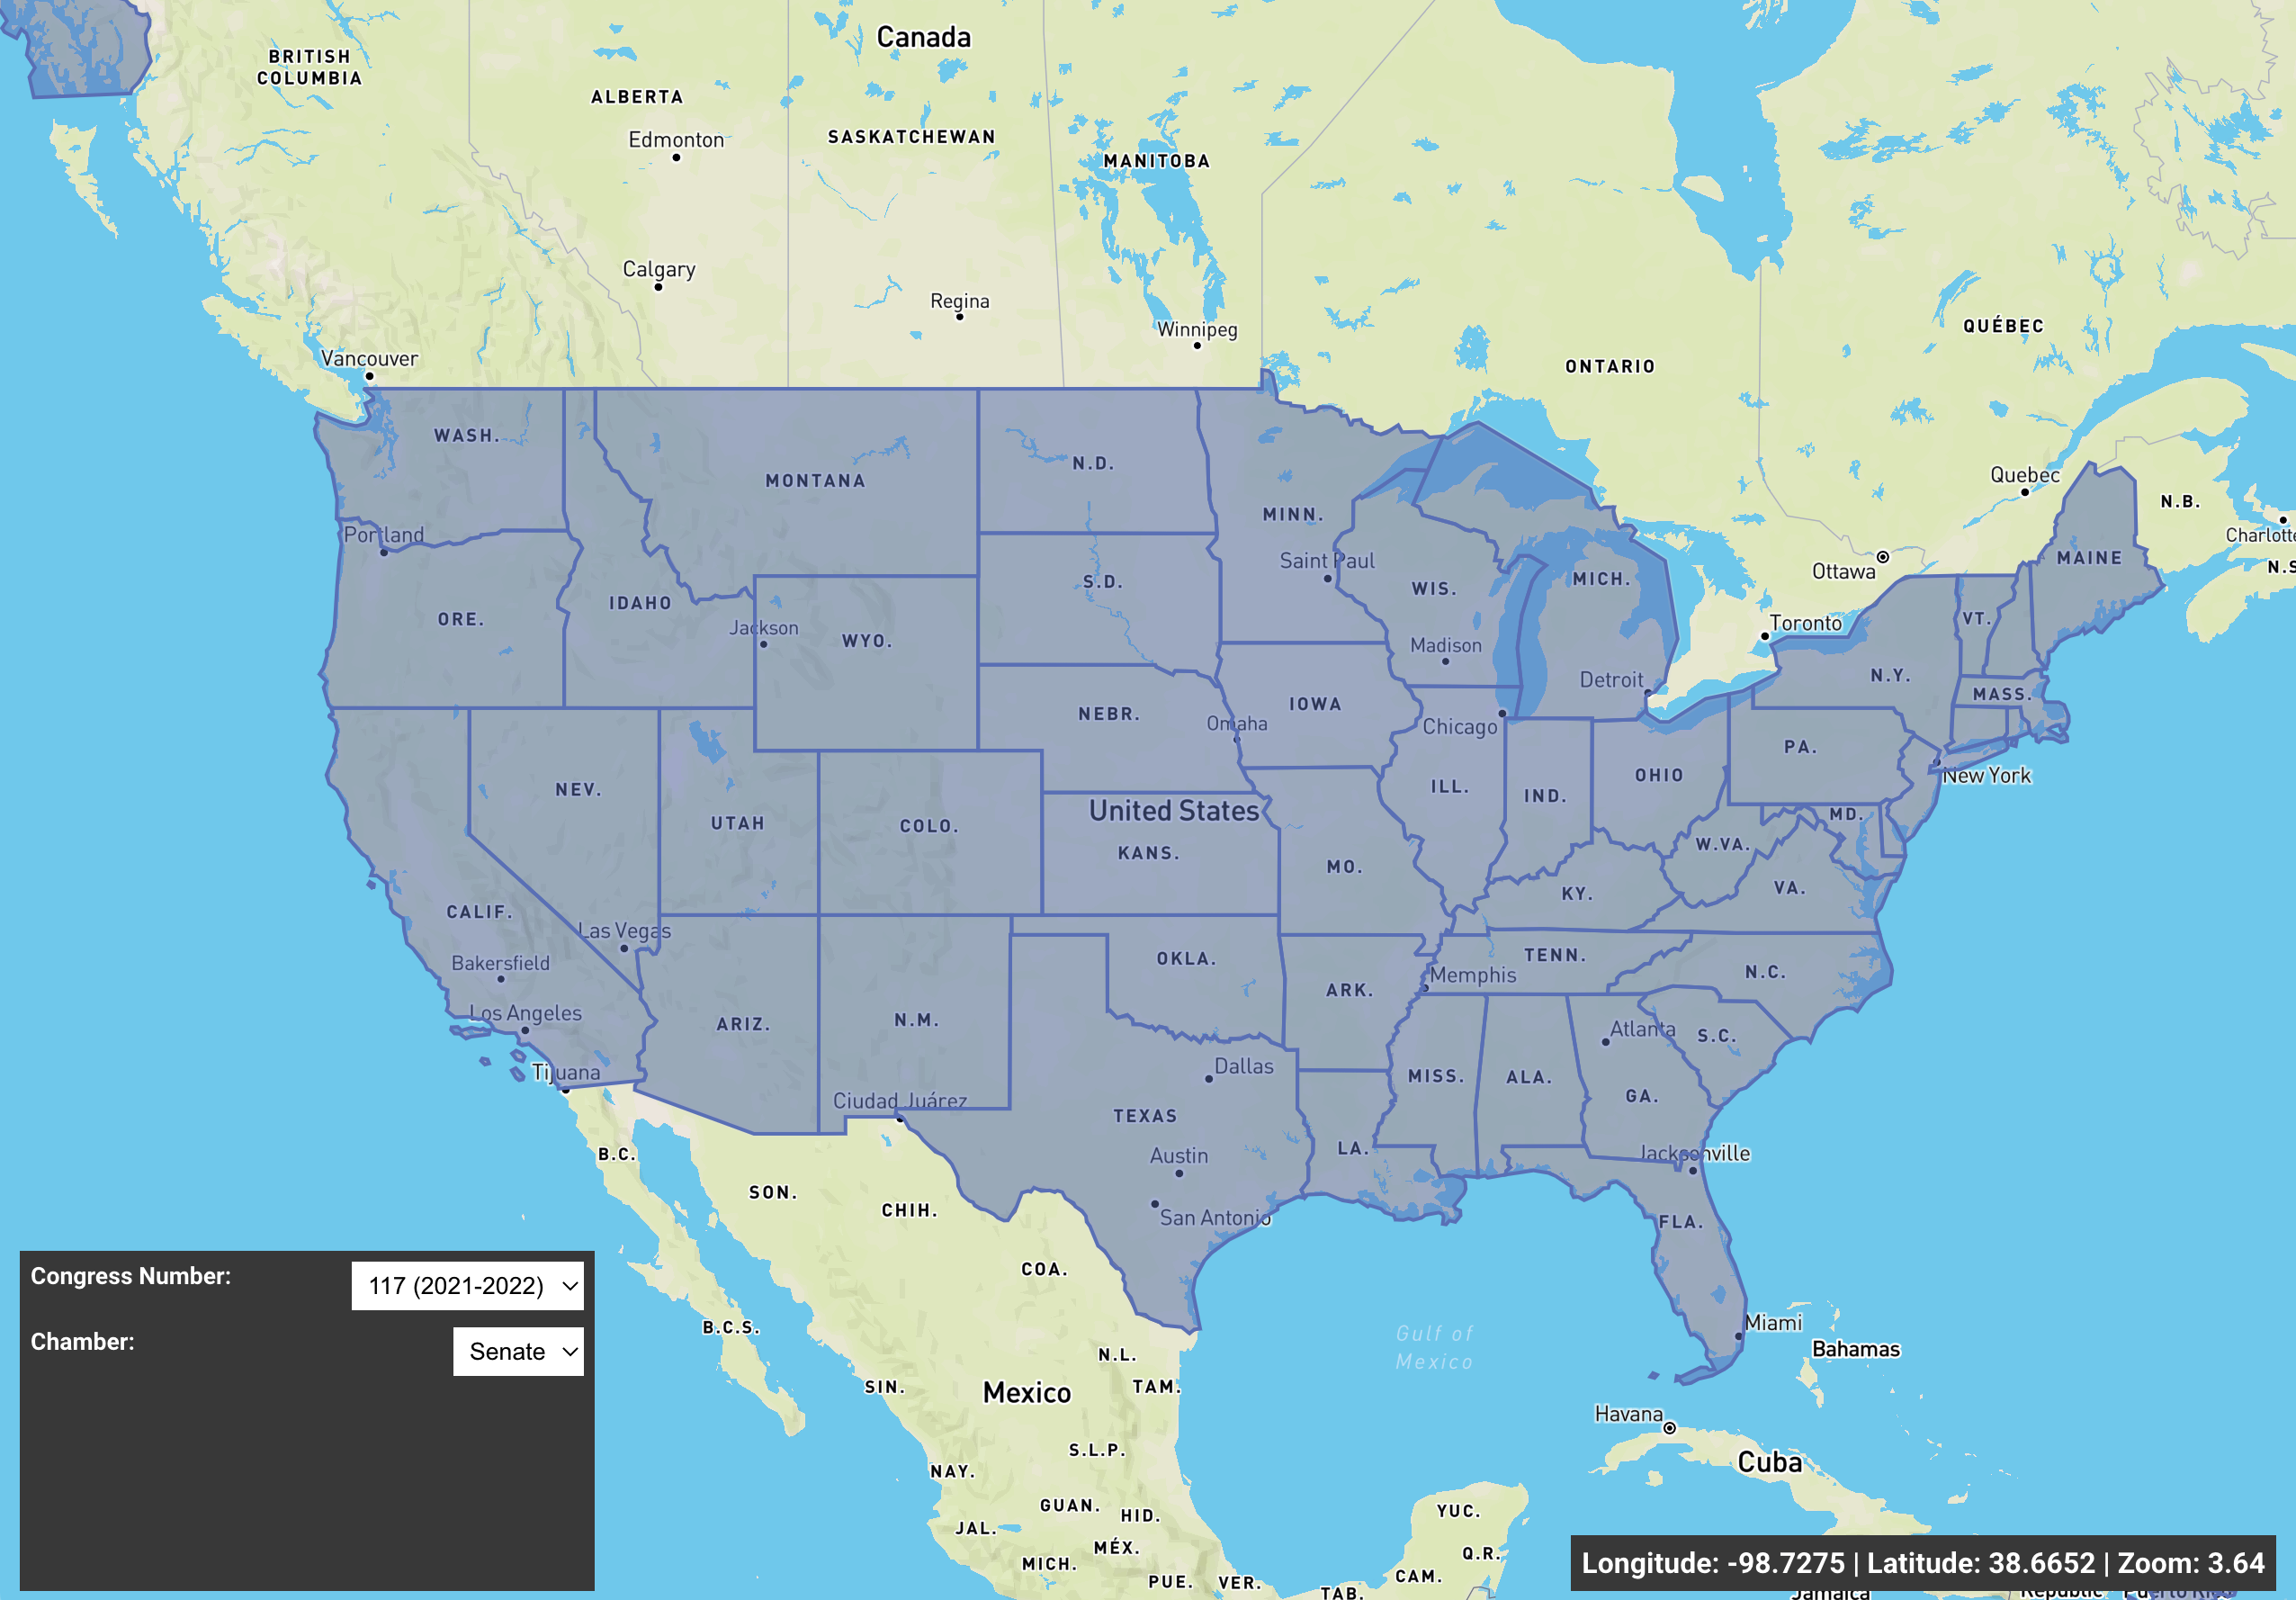 Canada
BRITISH
COLUMBIA
ALBERTA
Edmonton
SASKATCHEWAN
MANITOBA
Calgary
Regina
Winnipeg
QUÉBEC
Vancouver
ONTARIO
WASH.
MONTANA
N.D.
Quebec
N.B.
MINN.
Portland
Saint Paul
Ottawa
MAINE
N.S
S.D.
WIS.
MICH.
ORE.
IDAHO
Jackson
WYO.
Madison
Toronto
VT.
N.Y.
Detroit
MASS.
NEBR.
Omaha
IOWA
Chicago
PA.
NEV.
ILL.
IND.
OHIO
New York
UTAH
COLO.
United States
KANS.
MD.
W.VA.
MO.
KY.
VA.
CALIF.
Las Vegas
Bakersfield
OKLA.
TENN.
N.C.
Memphis
ARK.
Los Angeles
ARIZ.
N.M.
Atlanta
S.C.
Tijuana
Dallas
MISS.
ALA.
GA.
Ciudad Juárez
TEXAS
B.C.
Austin
LA.
Jacksonville
SON.
CHIH.
San Antonio
FLA.
COA.
Congress Number:
117 (2021-2022)
Chamber:
Senate
B.C.S.
Gulf of
Mexico
Miami
Bahamas
N.L.
SIN.
Mexico
TAM.
Havana
S.L.P.
Cuba
NAY.
GUAN.
HID.
YUC.
JAL.
MÉX.
Q.R.
MICH.
PUE.
VER.
CAM.
TAB.
Longitude: -98.7275 | Latitude: 38.6652 | Zoom: 3.64
Jamaica
Republic
Puerto Rico